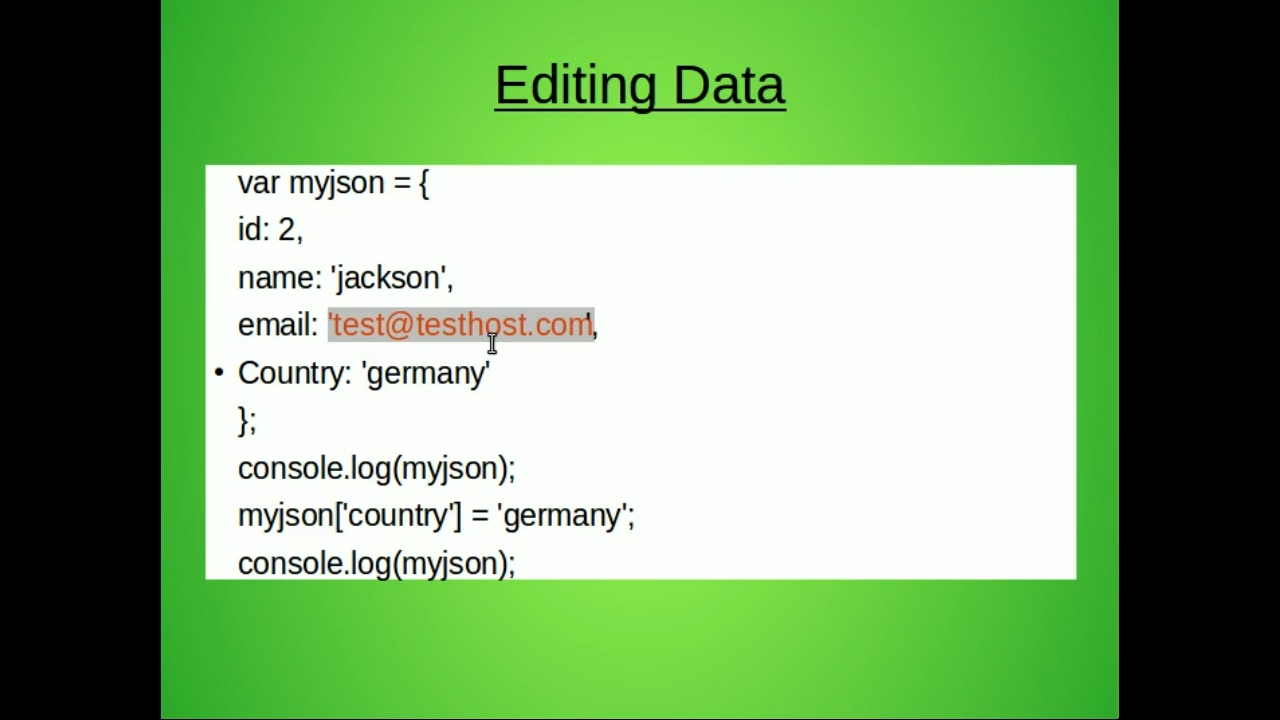 Editing Data
var myjson = {
id: 2,
name: 'jackson',
email: 'test@testhost.com',
• Country: 'germany'
};
console.log(myjson);
myjson['country'] = 'germany';
console.log(myjson);